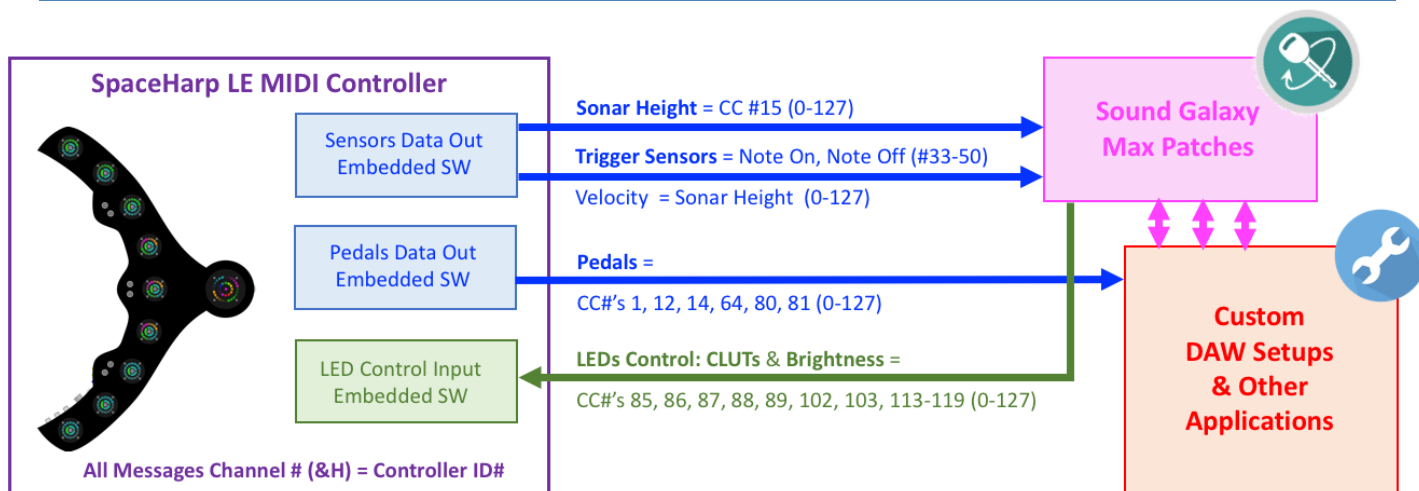 SpaceHarp LE MIDI Controller
Sensors Data Out
Embedded SW
Pedals Data Out
Embedded SW
LED Control Input
Embedded SW
All Messages Channel # (&H) = Controller ID#
Sonar Height = CC #15 (0-127)
Trigger Sensors = Note On, Note Off (#33-50)
Velocity = Sonar Height (0-127)
Pedals =
CC#'s 1, 12, 14, 64, 80, 81 (0-127)
LEDs Control: CLUTs & Brightness =
CC#'s 85, 86, 87, 88, 89, 102, 103, 113-119 (0-127)
Sound Galaxy
Max Patches
Custom
DAW Setups
& Other
Applications